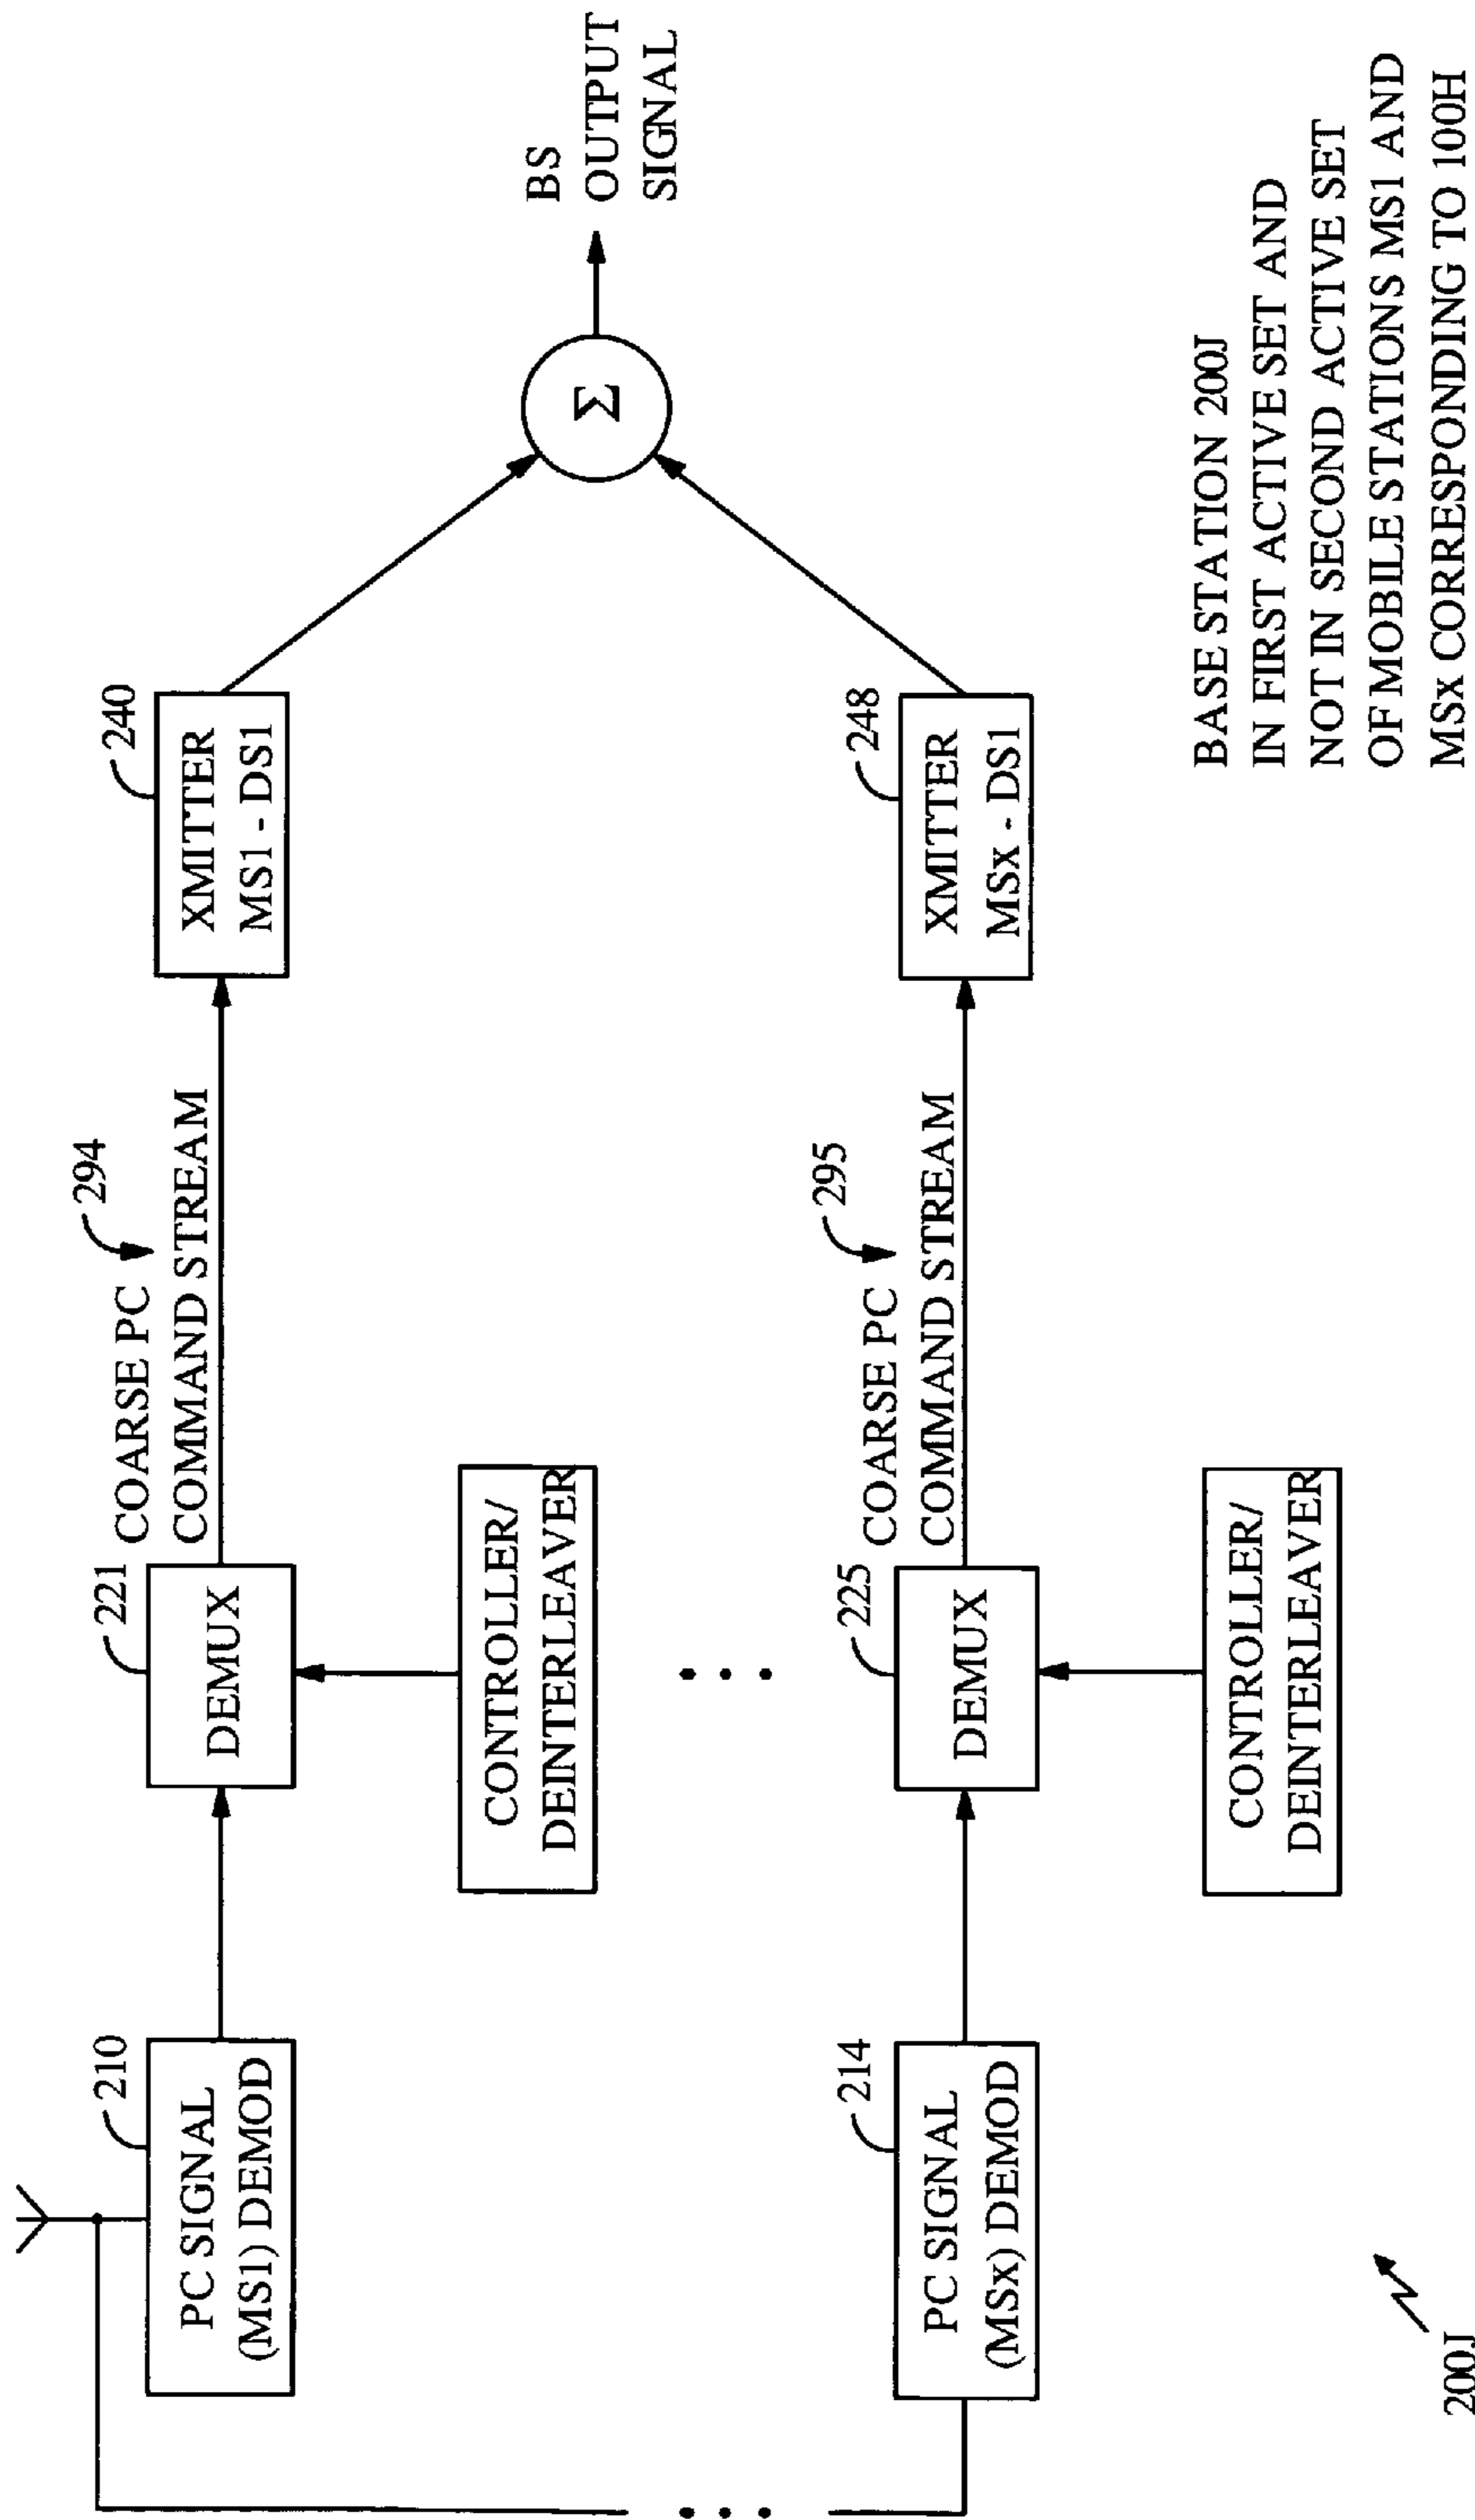 210
PC SIGNAL
(MS1) DEMOD
221
DEMUX
CONTROLLER/
DEINTERLEAVER
294
COARSE PC
COMMAND STREAM
240
XMITTER
MS1 - DS1
Σ
BS
OUTPUT
SIGNAL
214
PC SIGNAL
(MSx) DEMOD
225
DEMUX
CONTROLLER/
DEINTERLEAVER
295
COARSE PC
COMMAND STREAM
248
XMITTER
MSx - DS1
200J
BASE STATION 200J
IN FIRST ACTIVE SET AND
NOT IN SECOND ACTIVE SET
OF MOBILE STATIONS MS1 AND
MSx CORRESPONDING TO 100H